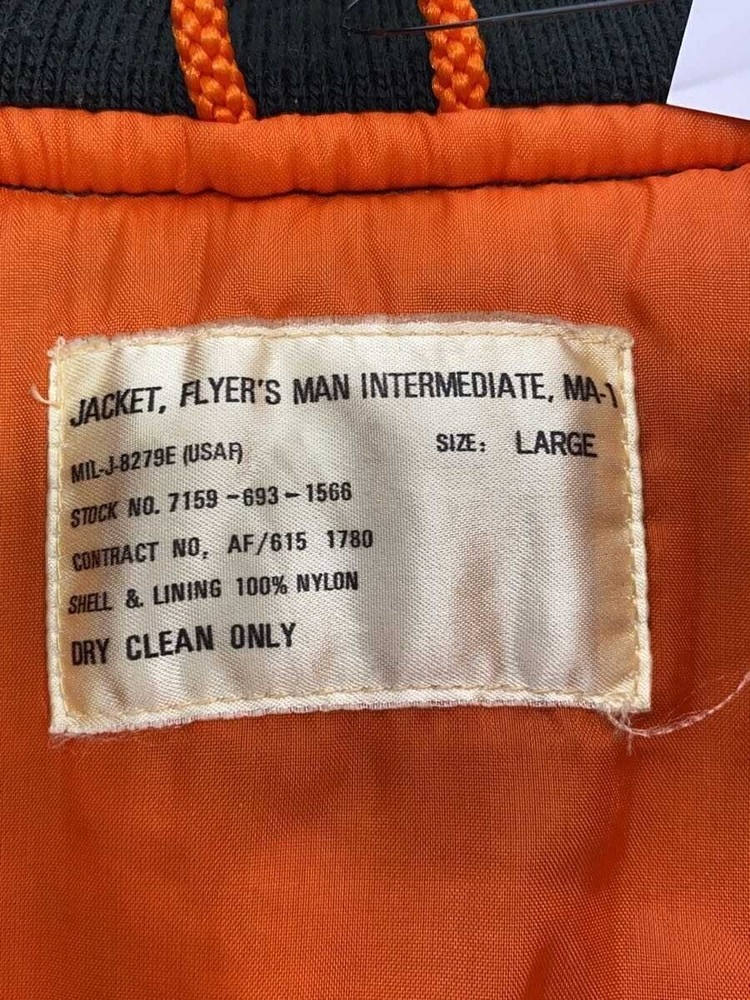 JACKET, FLYER'S MAN INTERMEDIATE, MA-1
MIL-J-8279E (USAF) SIZE: LARGE
STOCK NO. 7159-693-1566
CONTRACT NO, AF/615 1780
SHELL & LINING 100% NYLON
DRY CLEAN ONLY